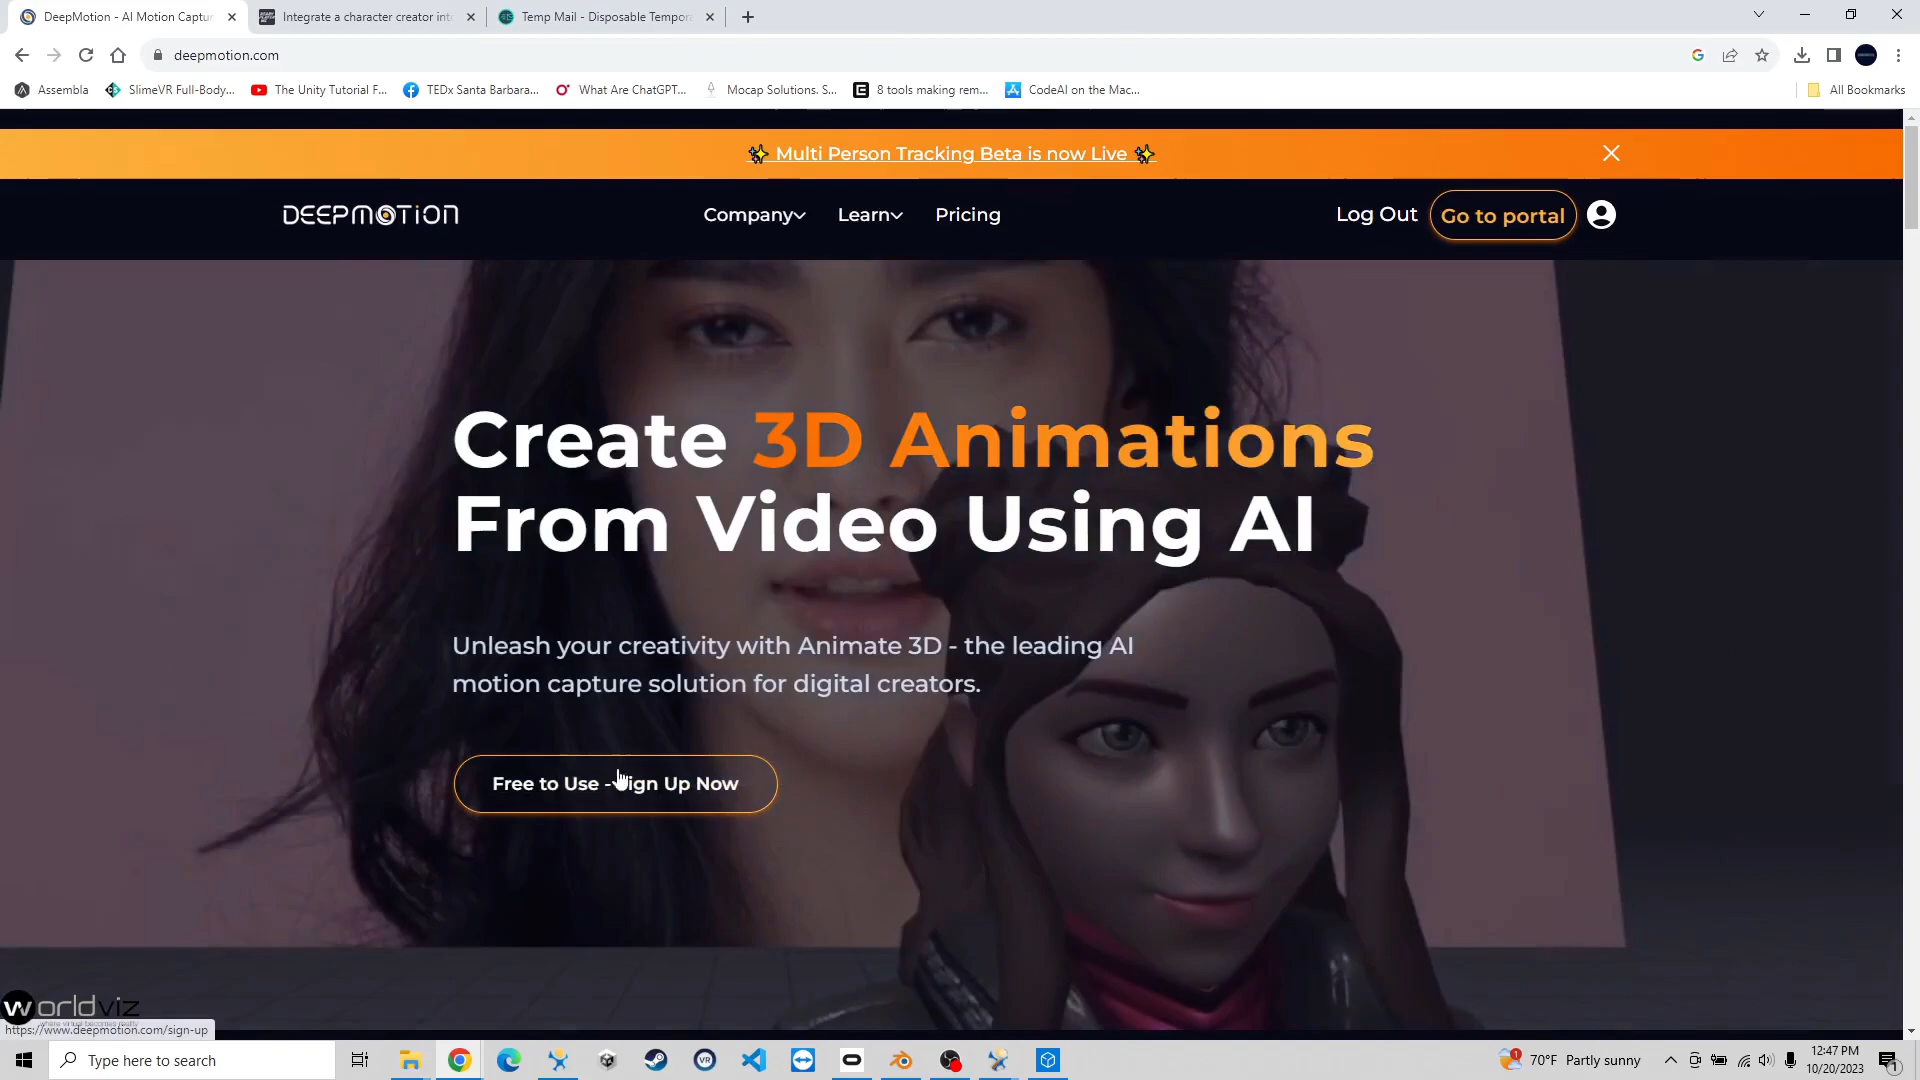 DeepMotion - AI Motion Captur
Integrate a character creator int
Temp Mail - Disposable Tempor
deepmotion.com
Assembla
SlimeVR Full-Body...
The Unity Tutorial F...
TEDx Santa Barbara...
What Are ChatGPT...
Mocap Solutions. S...
8 tools making rem...
CodeAI on the Mac...
All Bookmarks
✨ Multi Person Tracking Beta is now Live ✨
DEEPMOTION
Company
Learn
Pricing
Log Out
Go to portal
Create 3D Animations
From Video Using AI
Unleash your creativity with Animate 3D - the leading AI
motion capture solution for digital creators.
Free to Use - Sign Up Now
worldviz
https://www.deepmotion.com/sign-up
Type here to search
70°F Partly sunny
12:47 PM
10/20/2023